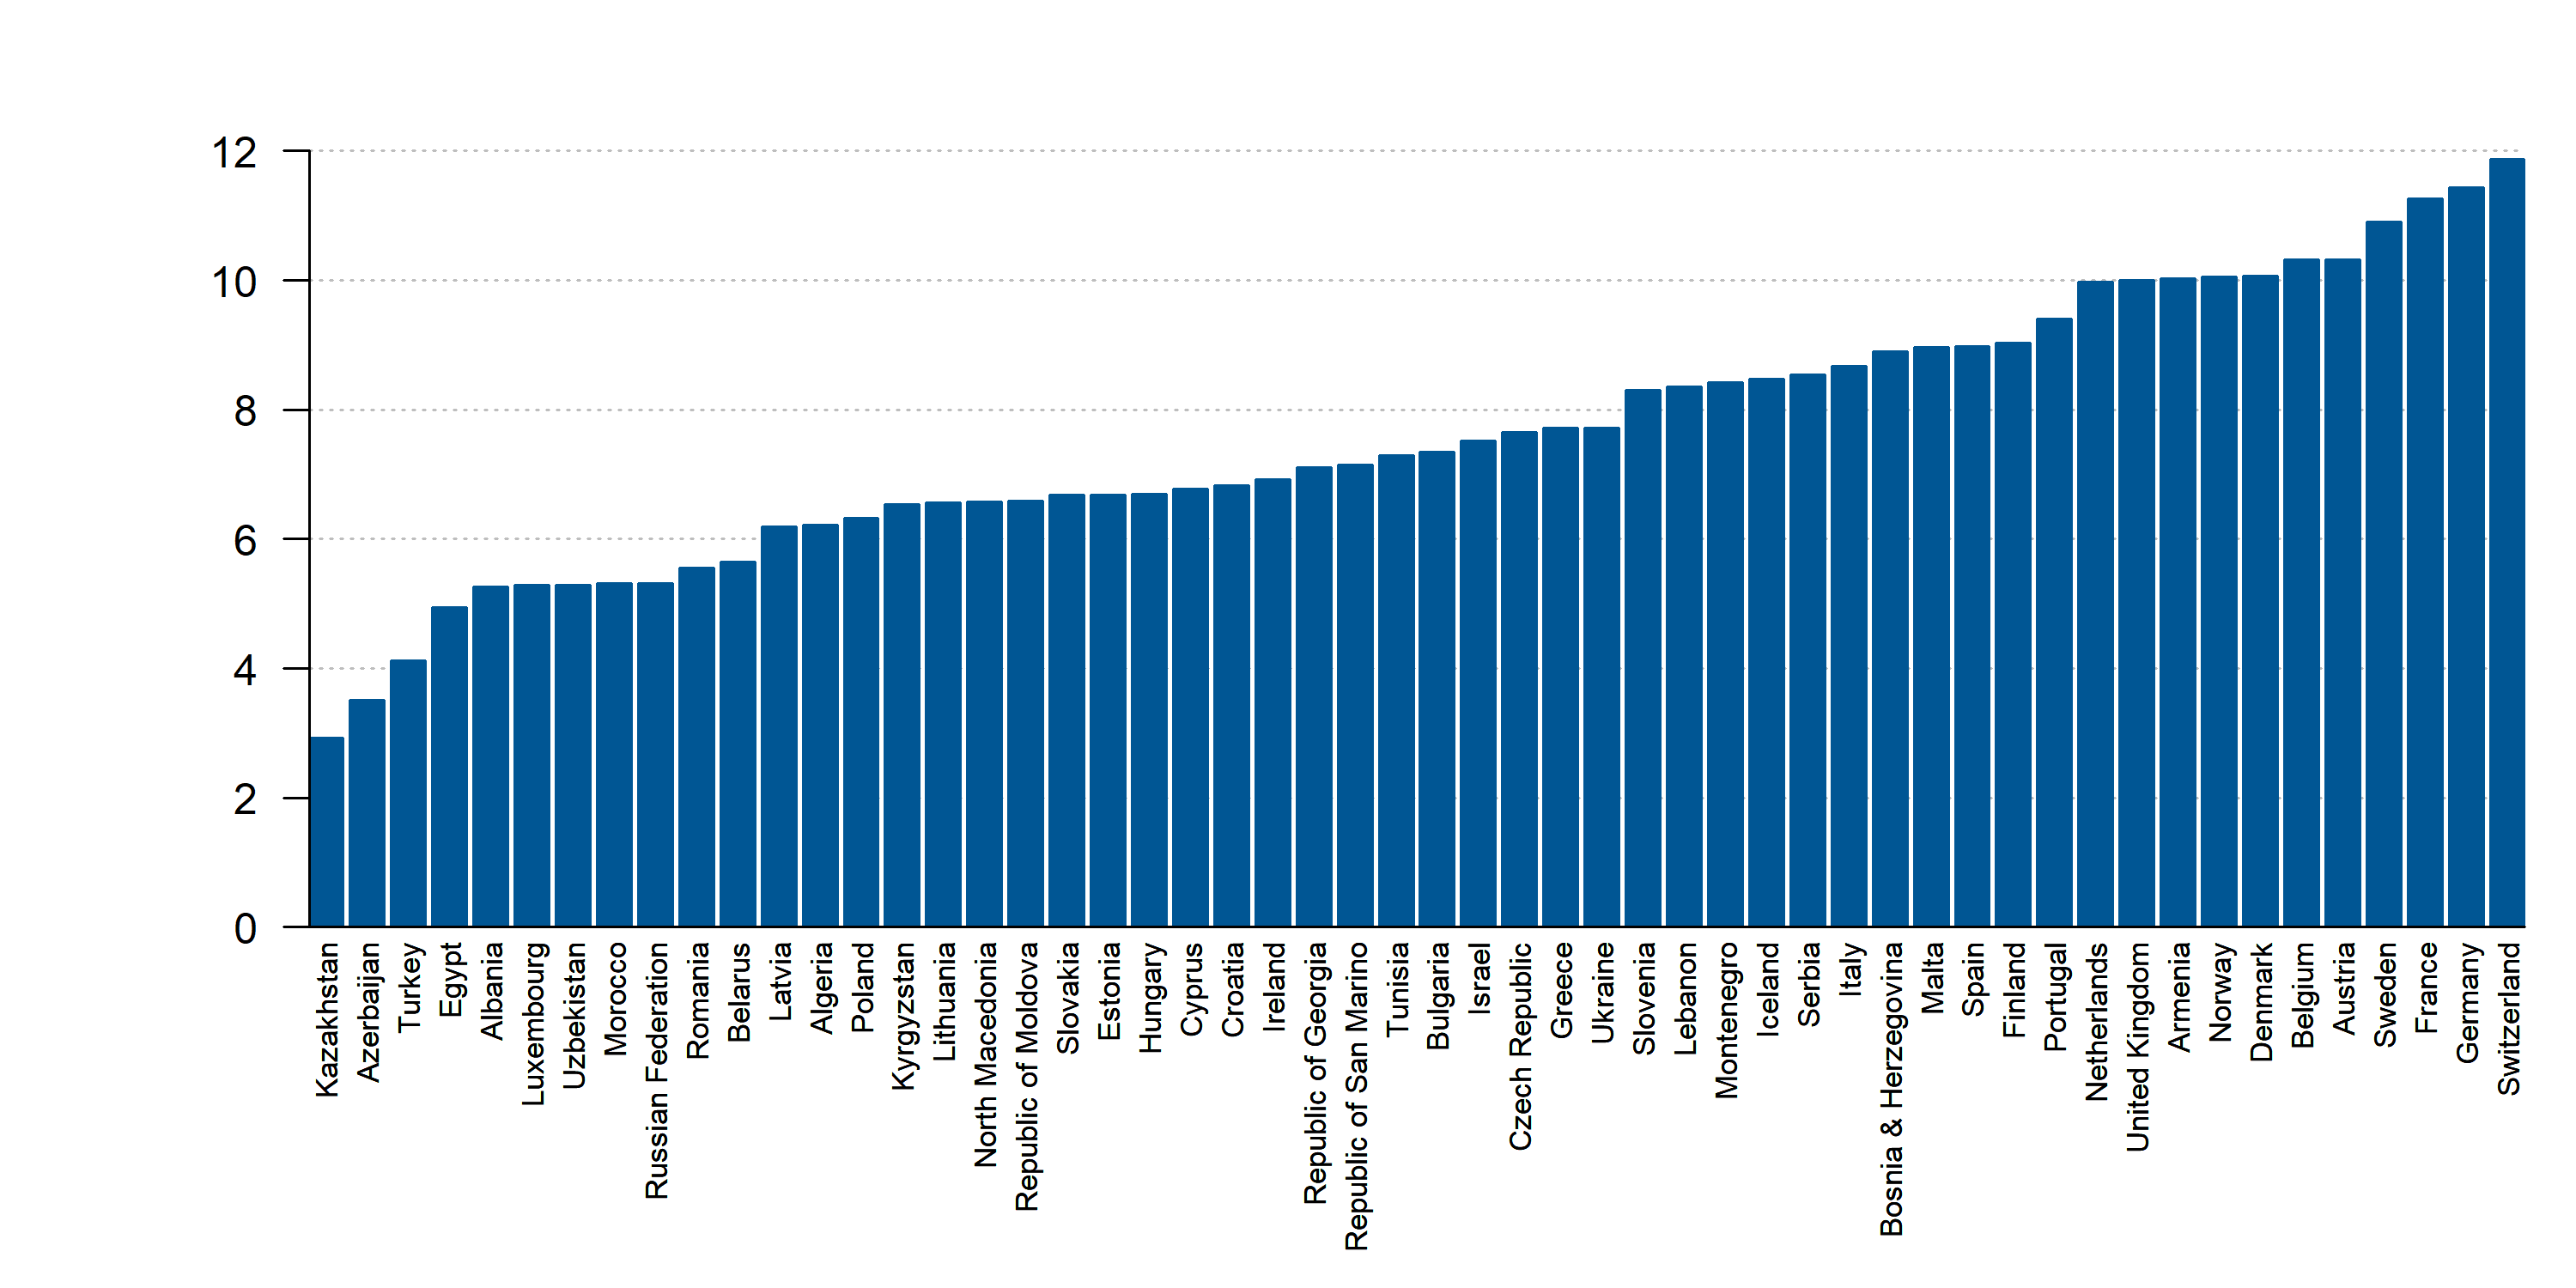 12
10
8
6
4
2
0
Kazakhstan
Azerbaijan
Turkey
Egypt
Albania
Luxembourg
Uzbekistan
Morocco
Russian Federation
Romania
Belarus
Latvia
Algeria
Poland
Kyrgyzstan
Lithuania
North Macedonia
Republic of Moldova
Slovakia
Estonia
Hungary
Cyprus
Croatia
Ireland
Republic of Georgia
Republic of San Marino
Tunisia
Bulgaria
Israel
Czech Republic
Greece
Ukraine
Slovenia
Lebanon
Montenegro
Iceland
Serbia
Italy
Bosnia & Herzegovina
Malta
Spain
Finland
Portugal
Netherlands
United Kingdom
Armenia
Norway
Denmark
Belgium
Austria
Sweden
France
Germany
Switzerland